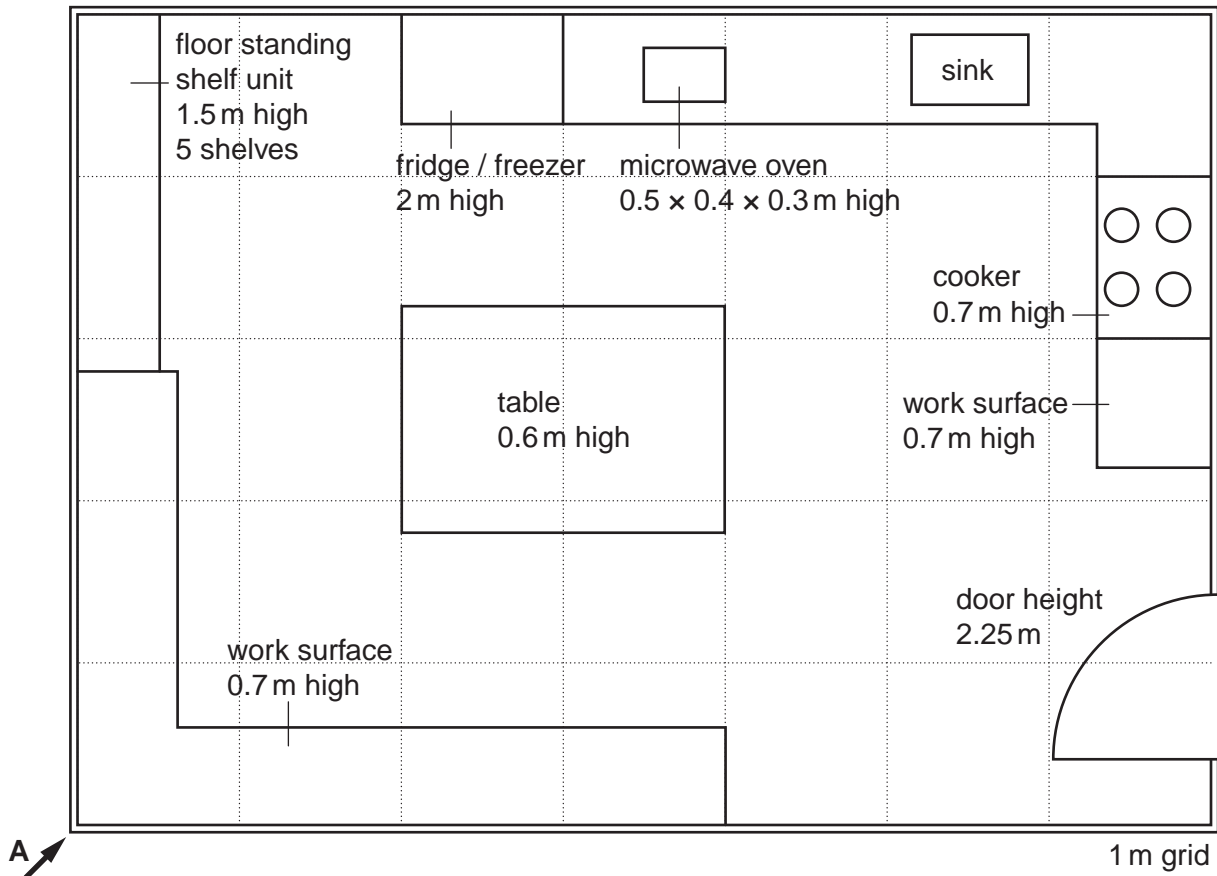 floor standing
shelf unit
1.5 m high
5 shelves
sink
fridge / freezer
2 m high
microwave oven
0.5 × 0.4 × 0.3 m high
cooker
0.7 m high
table
0.6 m high
work surface
0.7 m high
door height
2.25 m
work surface
0.7 m high
A
1 m grid